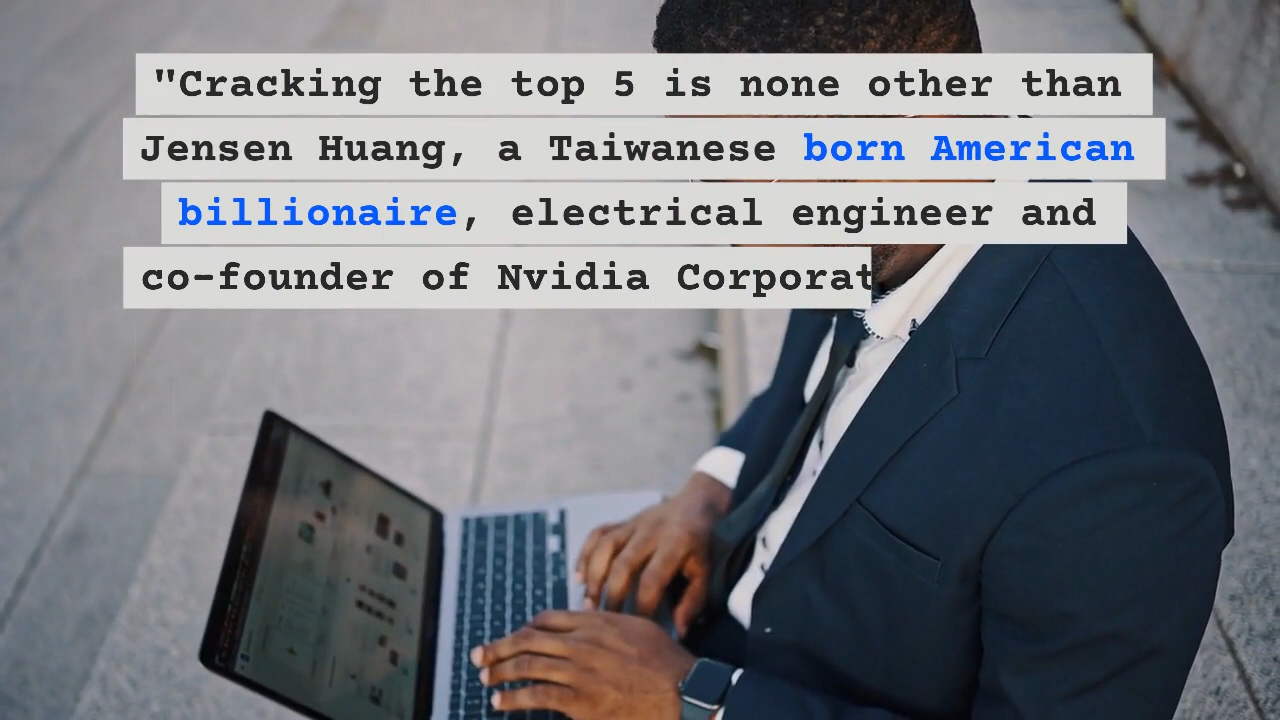 "Cracking the top 5 is none other than
Jensen Huang, a Taiwanese born American
billionaire, electrical engineer and
co-founder of Nvidia Corporat